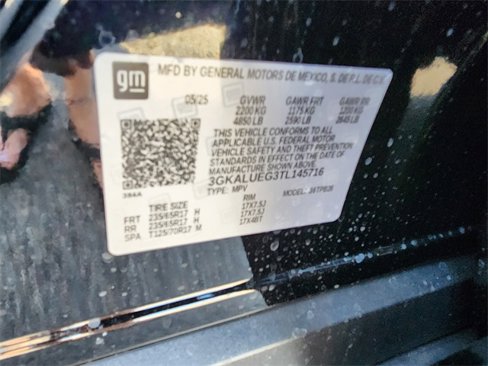 gm
MFD BY GENERAL MOTORS DE MEXICO, S. DE R.L. DE C.V.
05/25 GVWR GAWR FRT GAWR RR
2200 KG 1175 KG 1200 KG
4850 LB 2590 LB 2645 LB
THIS VEHICLE CONFORMS TO ALL
APPLICABLE U.S. FEDERAL MOTOR
VEHICLE SAFETY AND THEFT PREVENTION
STANDARDS IN EFFECT ON THE DATE OF
MANUFACTURE SHOWN ABOVE.
3GKALUEG3TL145716
TYPE: MPV MODEL:
TIRE SIZE RIM
FRT 235/65R17 H 17X7.5J
RR 235/65R17 H 17X7.5J
SPA T125/70R17 M 17X4BT